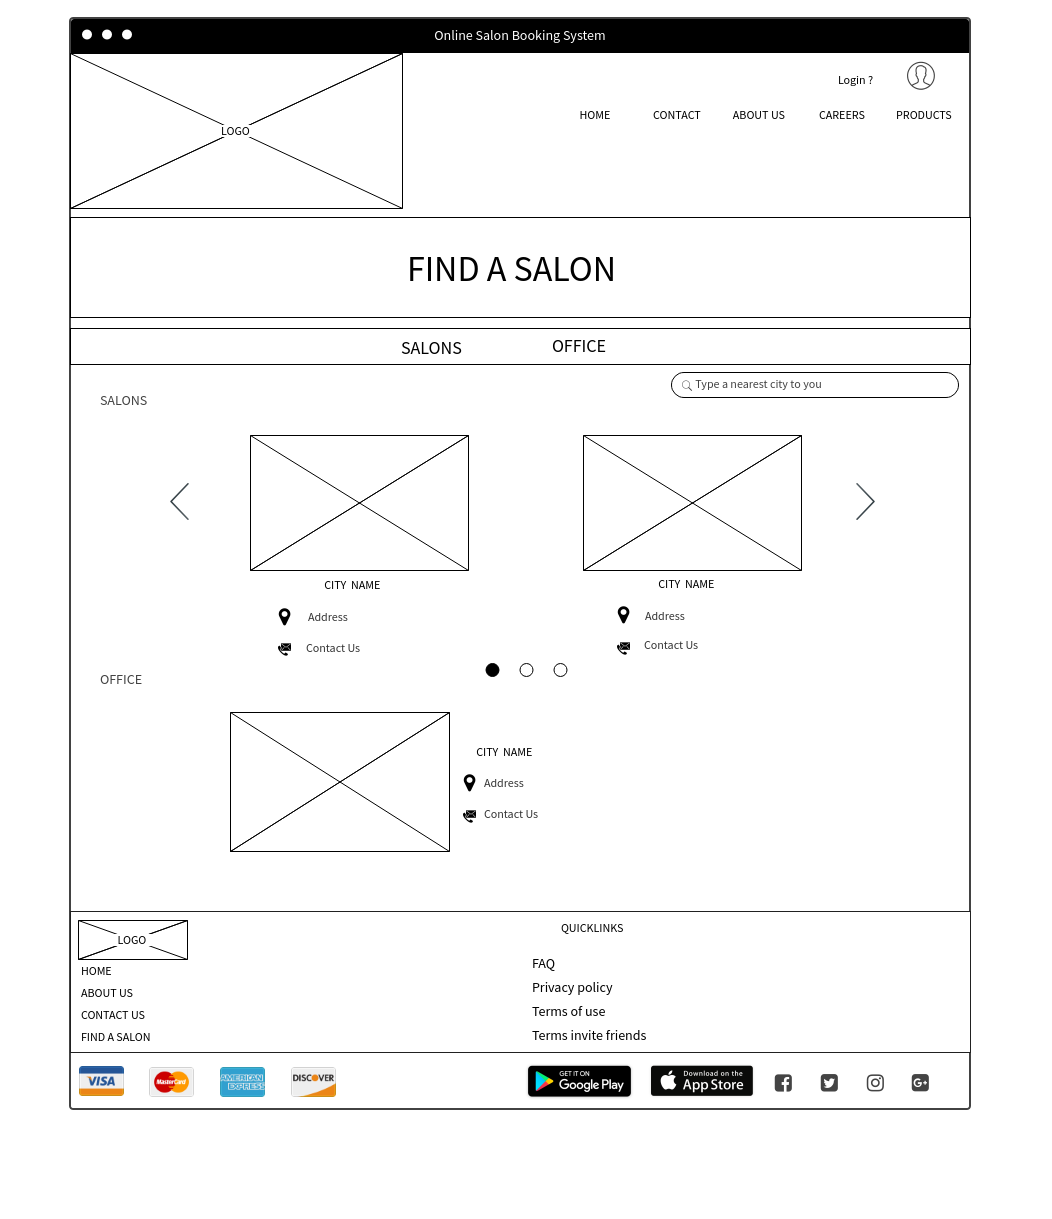 Online Salon Booking System
Login ?
LOGO
HOME CONTACT ABOUT US CAREERS PRODUCTS
FIND A SALON
SALONS OFFICE
Type a nearest city to you
SALONS
CITY NAME
Address
Contact Us
CITY NAME
Address
Contact Us
OFFICE
CITY NAME
Address
Contact Us
LOGO
HOME
ABOUT US
CONTACT US
FIND A SALON
QUICKLINKS
FAQ
Privacy policy
Terms of use
Terms invite friends
VISA
MasterCard
AMERICAN
EXPRESS
DISCOVER
GET IT ON
Google Play
Download on the
App Store
G+